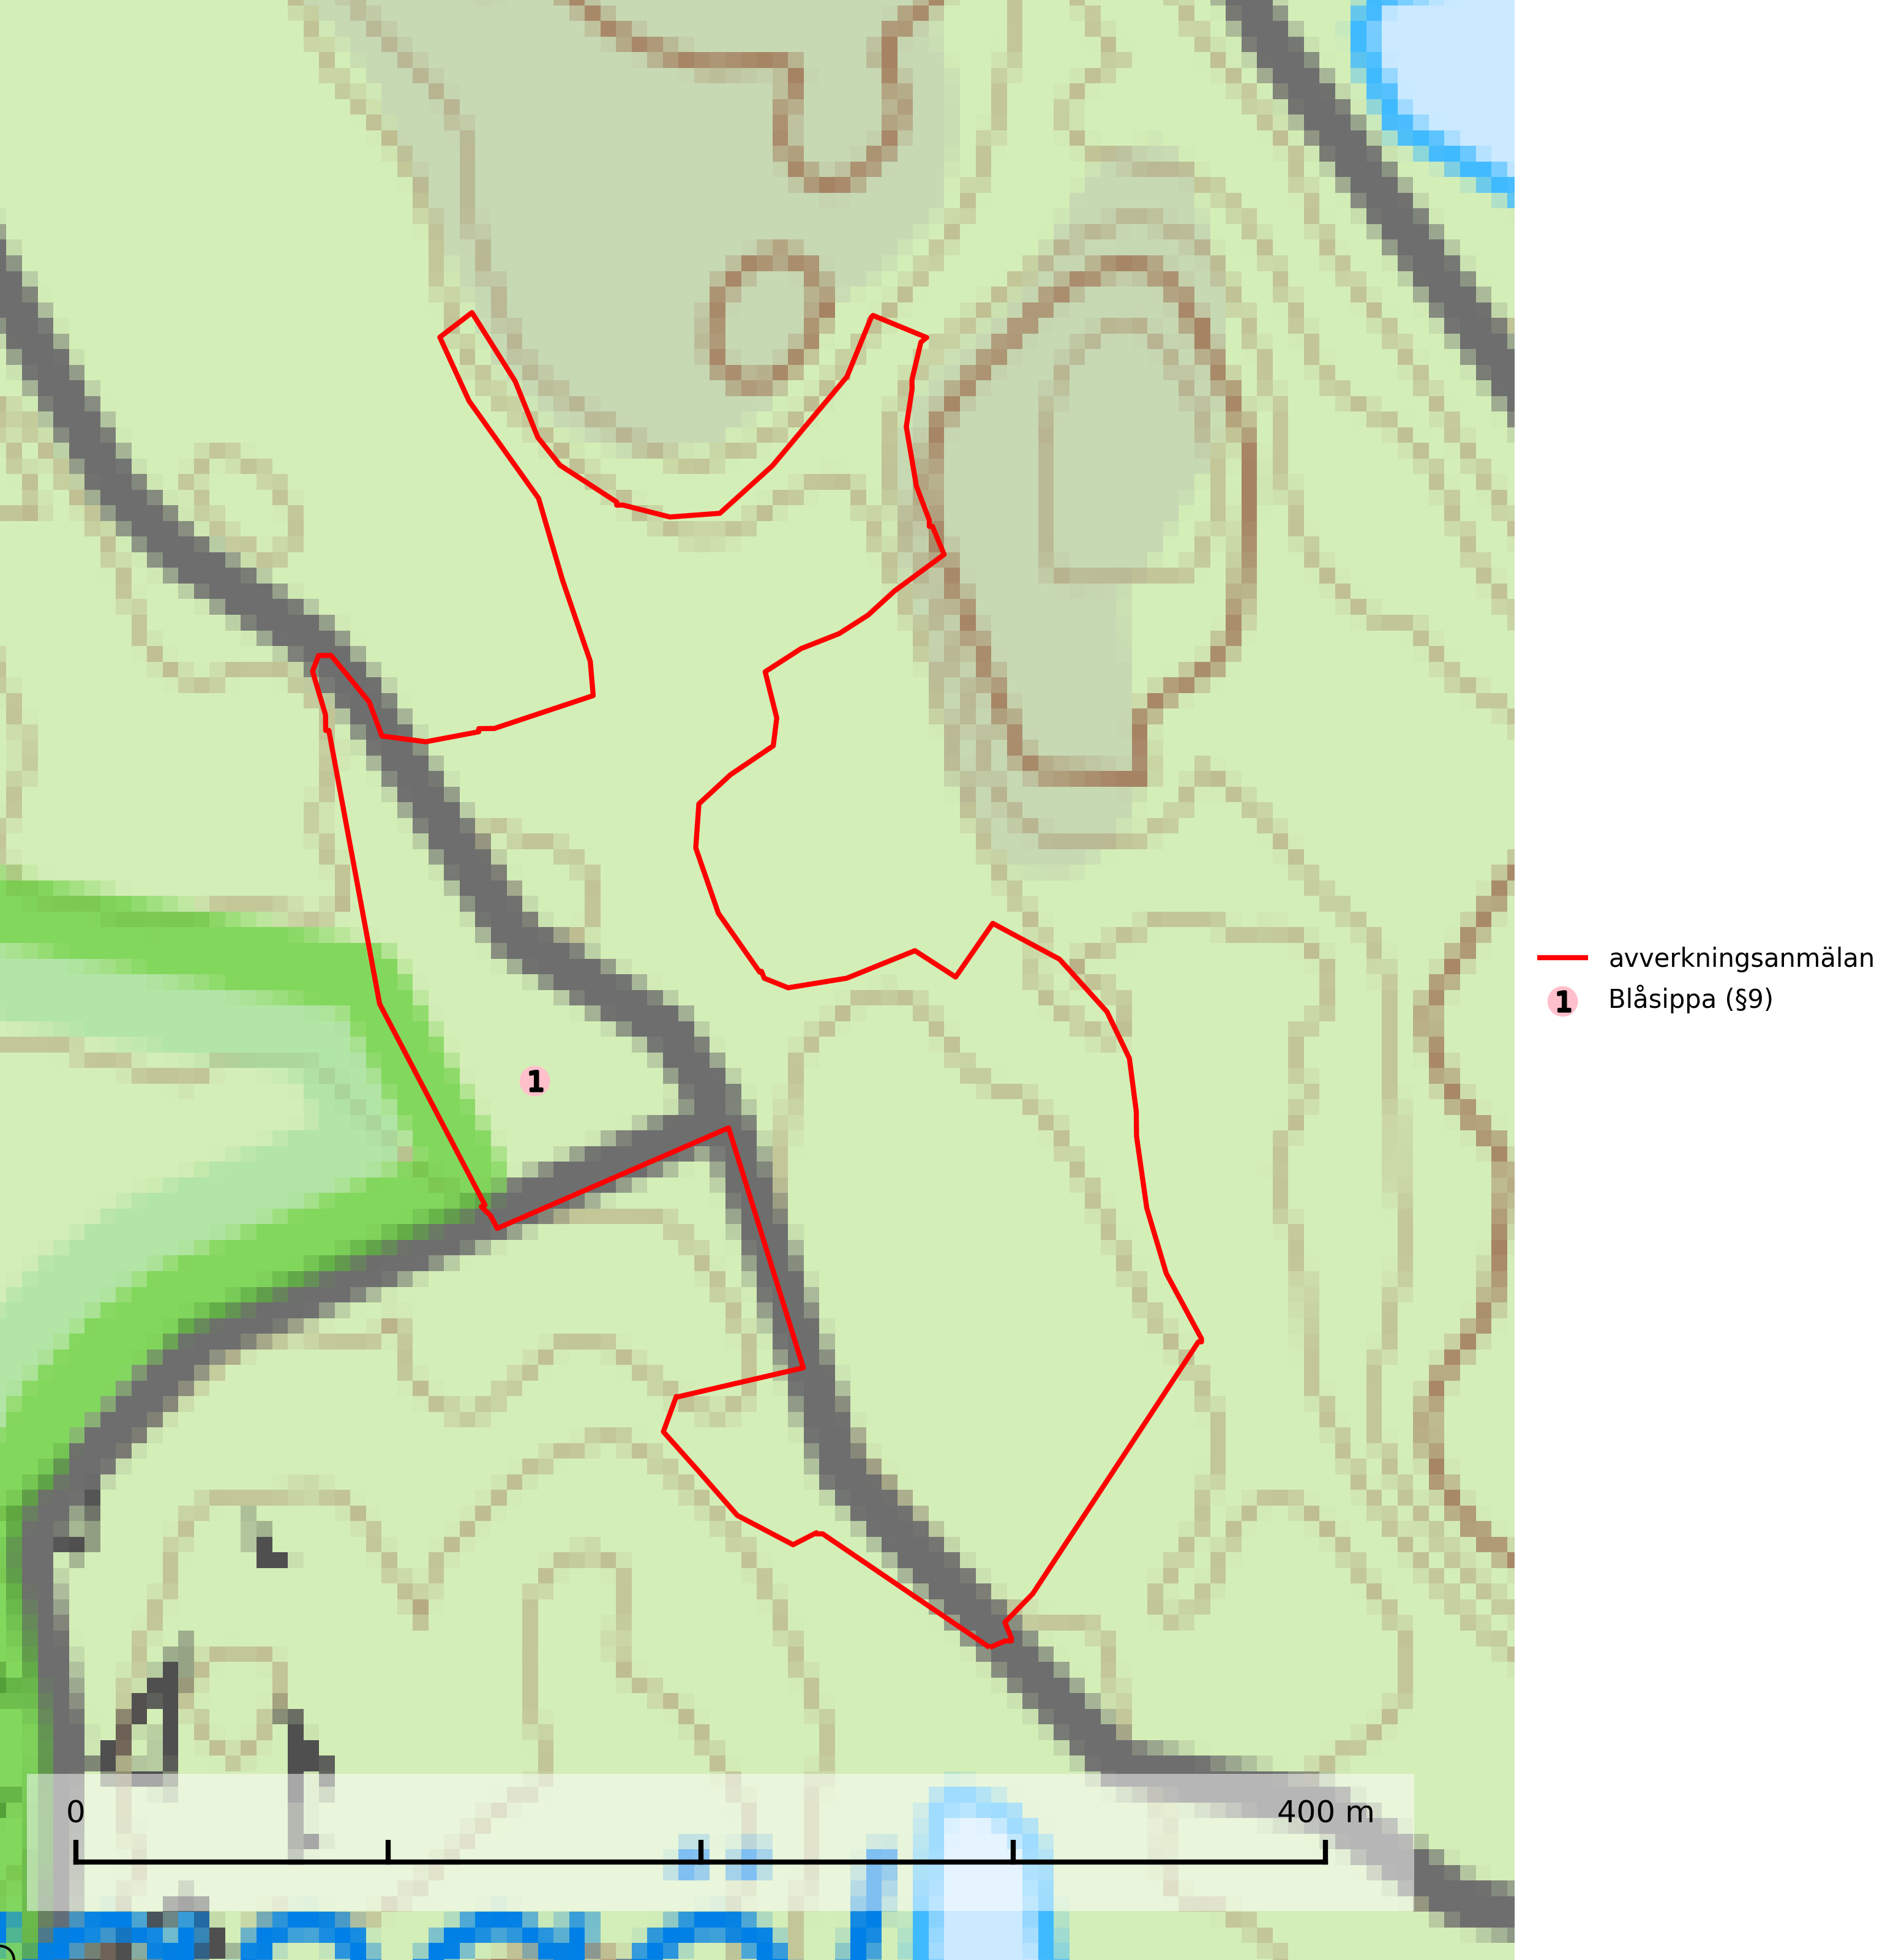 avverkningsanmälan
1 Blåsippa (§9)
1
0 400 m